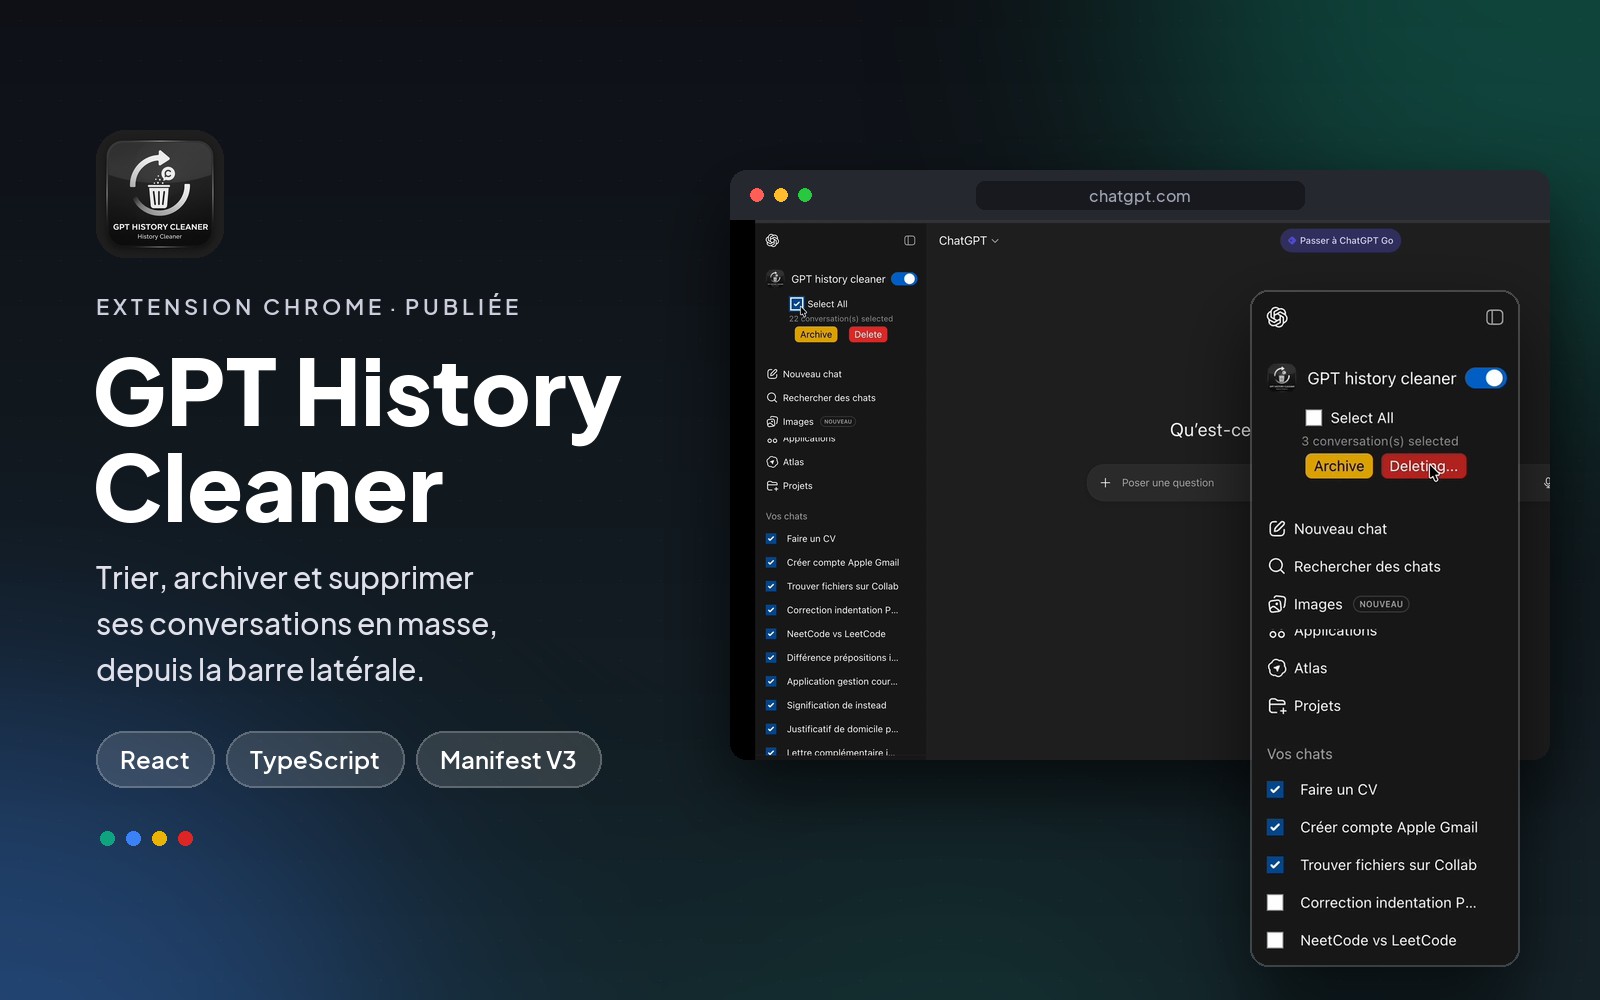 GPT HISTORY CLEANER
History Cleaner
EXTENSION CHROME · PUBLIÉE
GPT History
Cleaner
Trier, archiver et supprimer
ses conversations en masse,
depuis la barre latérale.
React
TypeScript
Manifest V3
chatgpt.com
ChatGPT
Passer à ChatGPT Go
GPT history cleaner
Select All
22 conversation(s) selected
Archive
Delete
Nouveau chat
Rechercher des chats
Images NOUVEAU
Applications
Atlas
Projets
Vos chats
Faire un CV
Créer compte Apple Gmail
Trouver fichiers sur Collab
Correction indentation P...
NeetCode vs LeetCode
Différence prépositions i...
Application gestion cour...
Signification de instead
Justificatif de domicile p...
Lettre complémentaire i...
Qu'est-ce
Poser une question
GPT history cleaner
Select All
3 conversation(s) selected
Archive
Deleting...
Nouveau chat
Rechercher des chats
Images NOUVEAU
Applications
Atlas
Projets
Vos chats
Faire un CV
Créer compte Apple Gmail
Trouver fichiers sur Collab
Correction indentation P...
NeetCode vs LeetCode